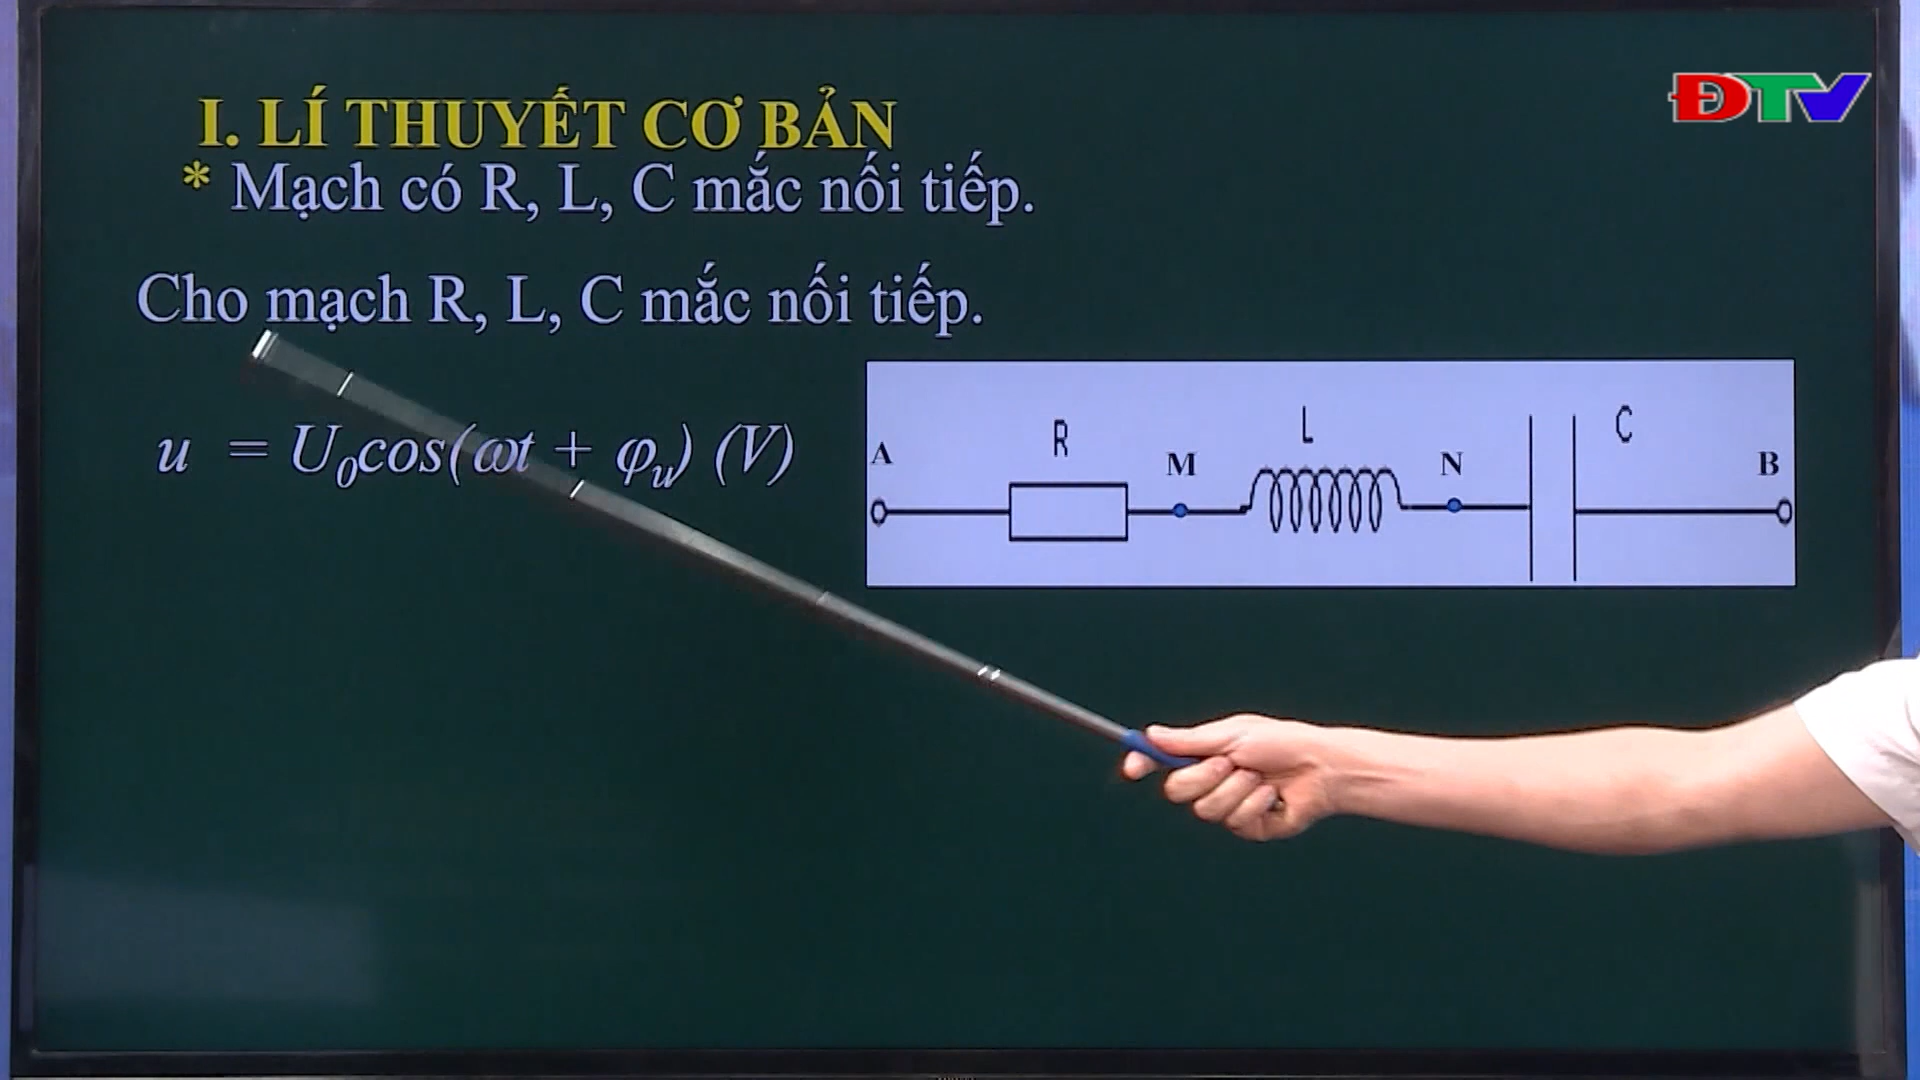 ĐTV
I. LÍ THUYẾT CƠ BẢN
* Mạch có R, L, C mắc nối tiếp.
Cho mạch R, L, C mắc nối tiếp.
u = U₀cos(ωt + φᵤ) (V)
A R M L N C B